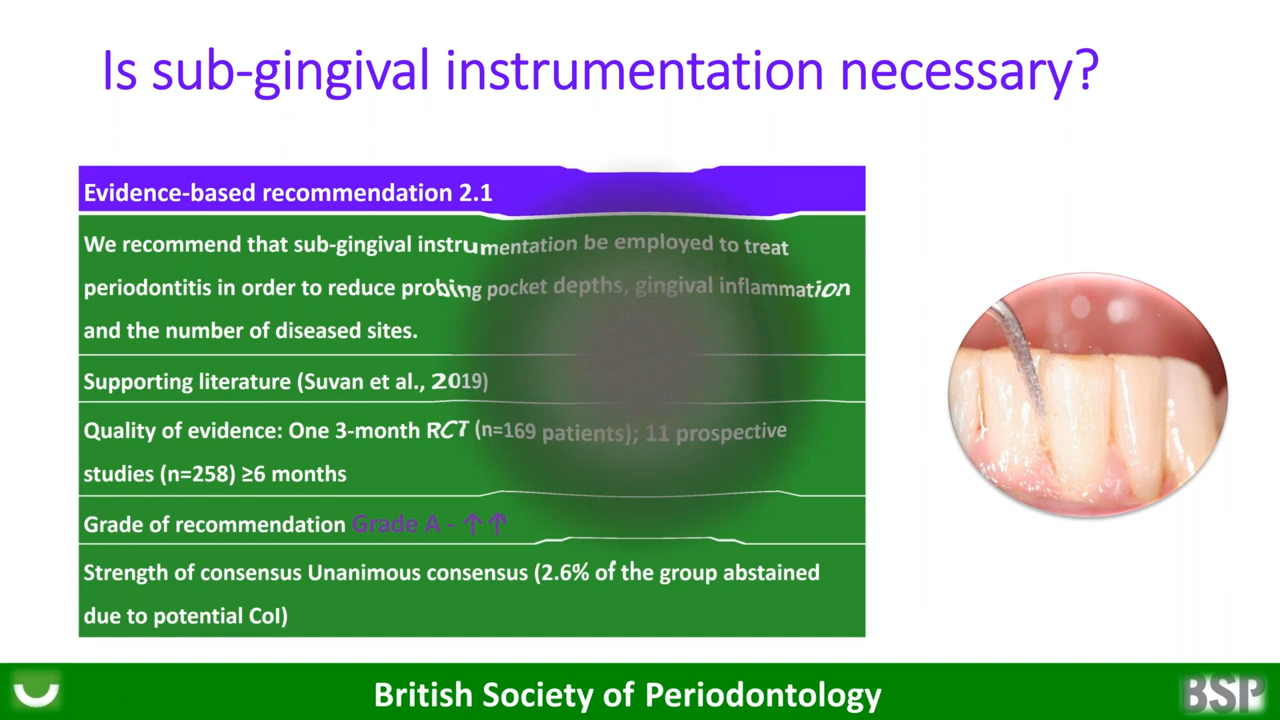 Is sub-gingival instrumentation necessary?
Evidence-based recommendation 2.1
We recommend that sub-gingival instrumentation be employed to treat
periodontitis in order to reduce probing pocket depths, gingival inflammation
and the number of diseased sites.
Supporting literature (Suvan et al., 2019)
Quality of evidence: One 3-month RCT (n=169 patients); 11 prospective
studies (n=258) ≥6 months
Grade of recommendation Grade A - ↑↑
Strength of consensus Unanimous consensus (2.6% of the group abstained
due to potential CoI)
British Society of Periodontology
BSP